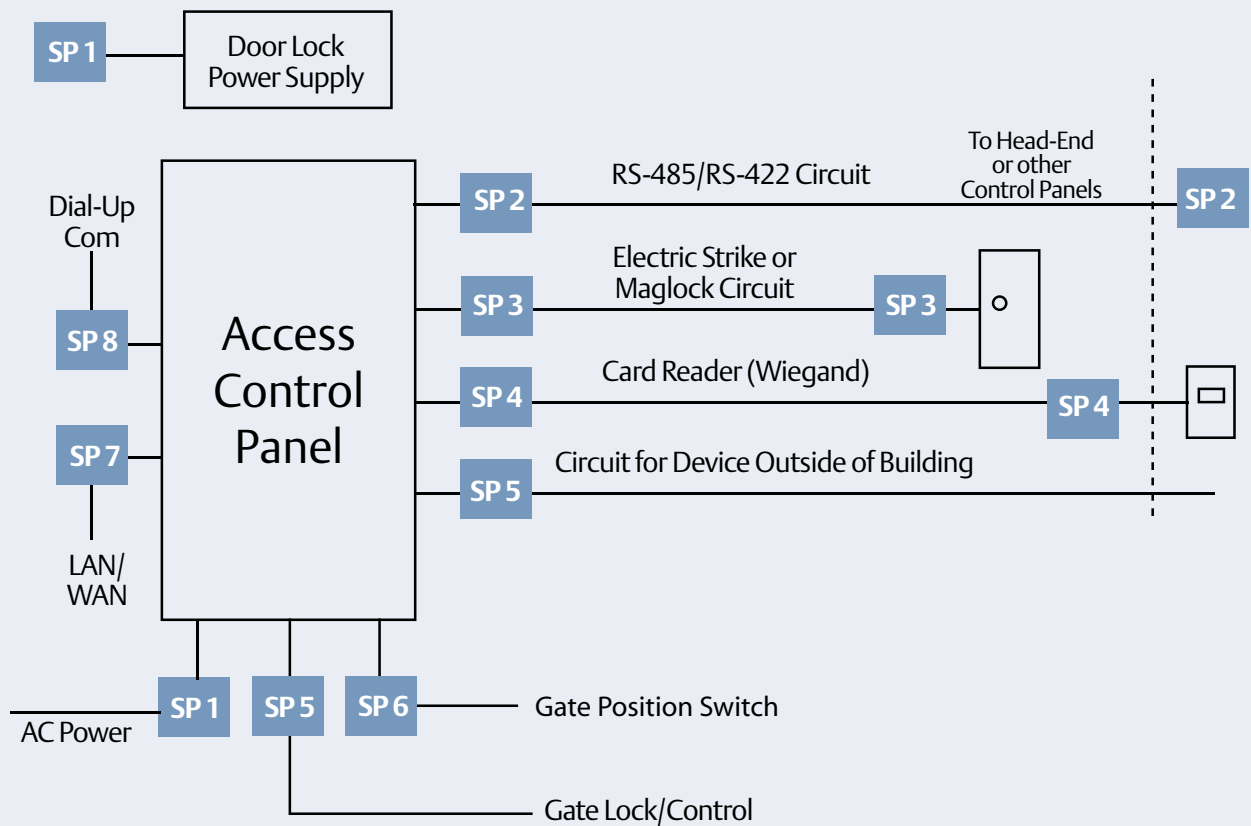 SP 1
Door Lock
Power Supply
To Head-End
or other
Control Panels
RS-485/RS-422 Circuit
SP 2
SP 2
Dial-Up
Com
Electric Strike or
Maglock Circuit
SP 3
SP 3
SP 8
Access
Control
Panel
Card Reader (Wiegand)
SP 4
SP 4
SP 7
Circuit for Device Outside of Building
SP 5
LAN/
WAN
SP 1
SP 5
SP 6
Gate Position Switch
AC Power
Gate Lock/Control